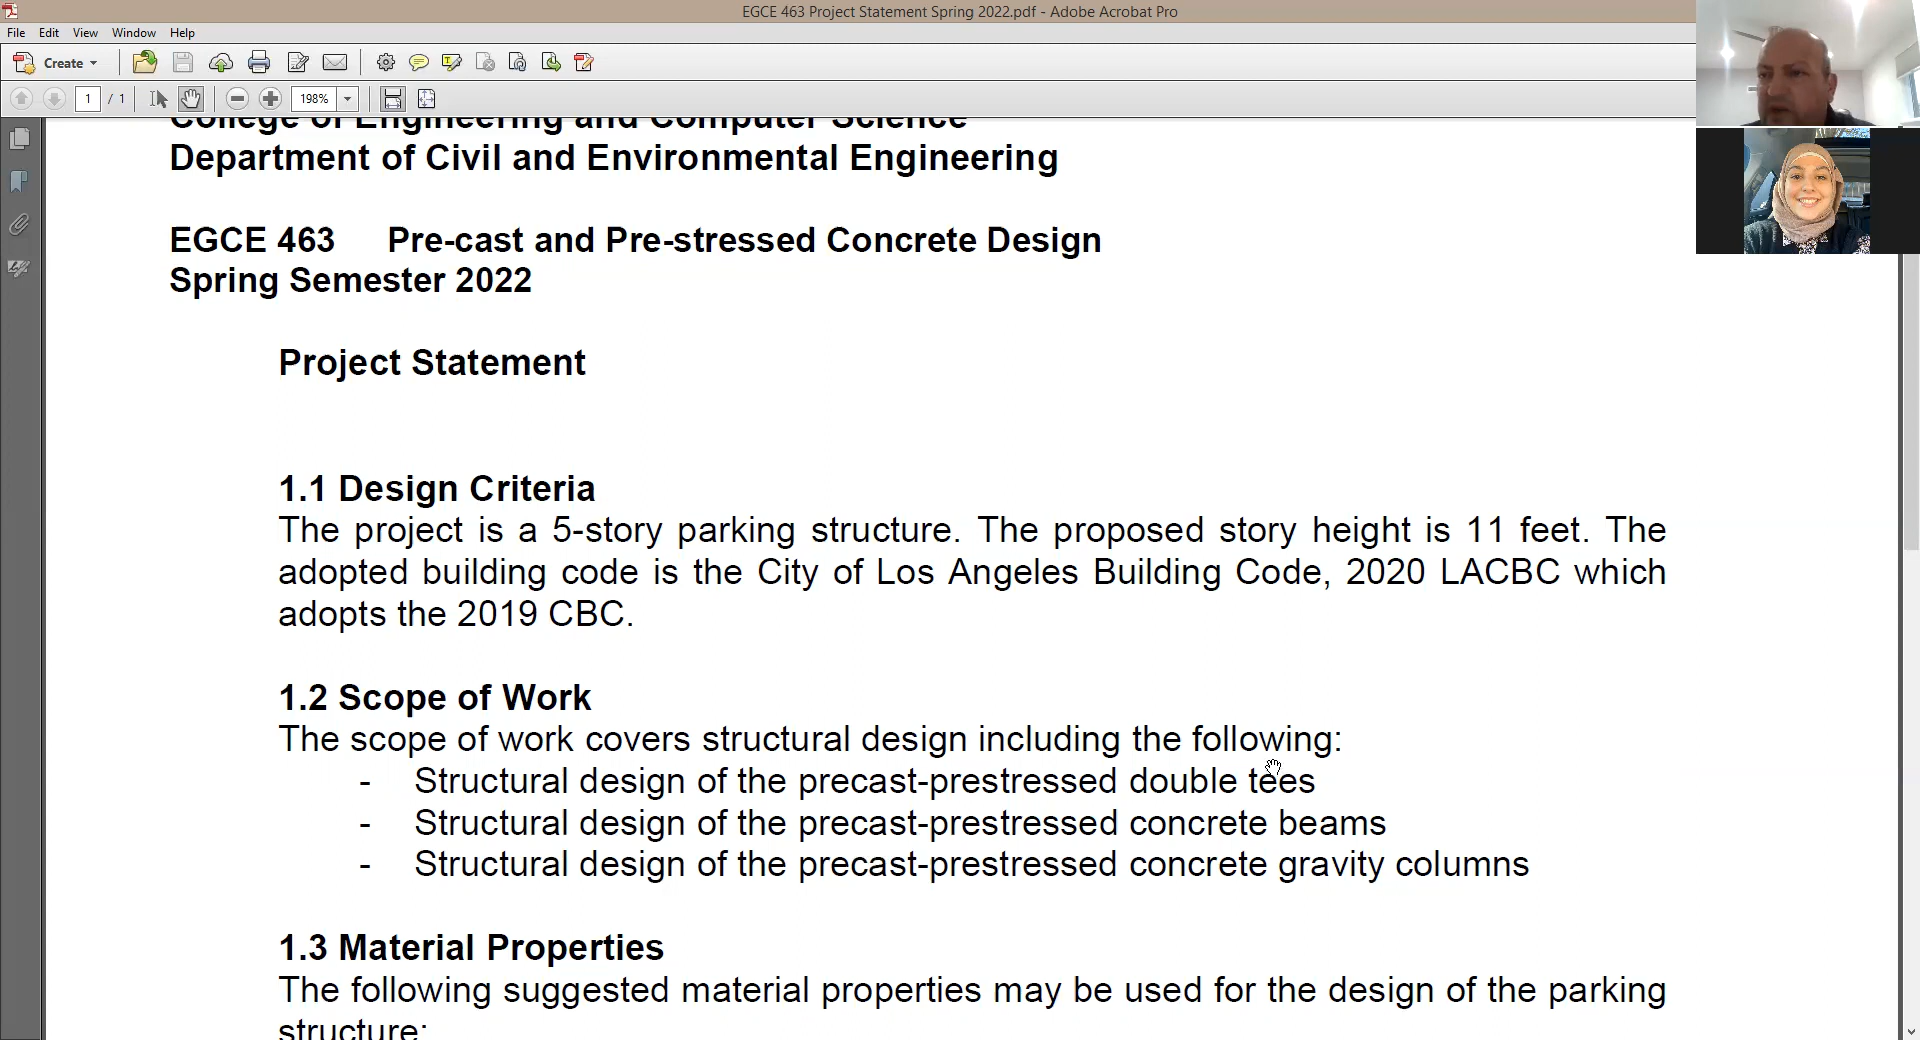 EGCE 463 Project Statement Spring 2022.pdf - Adobe Acrobat Pro
File Edit View Window Help
Create
1 / 1 198%
College of Engineering and Computer Science
Department of Civil and Environmental Engineering
EGCE 463 Pre-cast and Pre-stressed Concrete Design
Spring Semester 2022
Project Statement
1.1 Design Criteria
The project is a 5-story parking structure. The proposed story height is 11 feet. The
adopted building code is the City of Los Angeles Building Code, 2020 LACBC which
adopts the 2019 CBC.
1.2 Scope of Work
The scope of work covers structural design including the following:
- Structural design of the precast-prestressed double tees
- Structural design of the precast-prestressed concrete beams
- Structural design of the precast-prestressed concrete gravity columns
1.3 Material Properties
The following suggested material properties may be used for the design of the parking
structure: